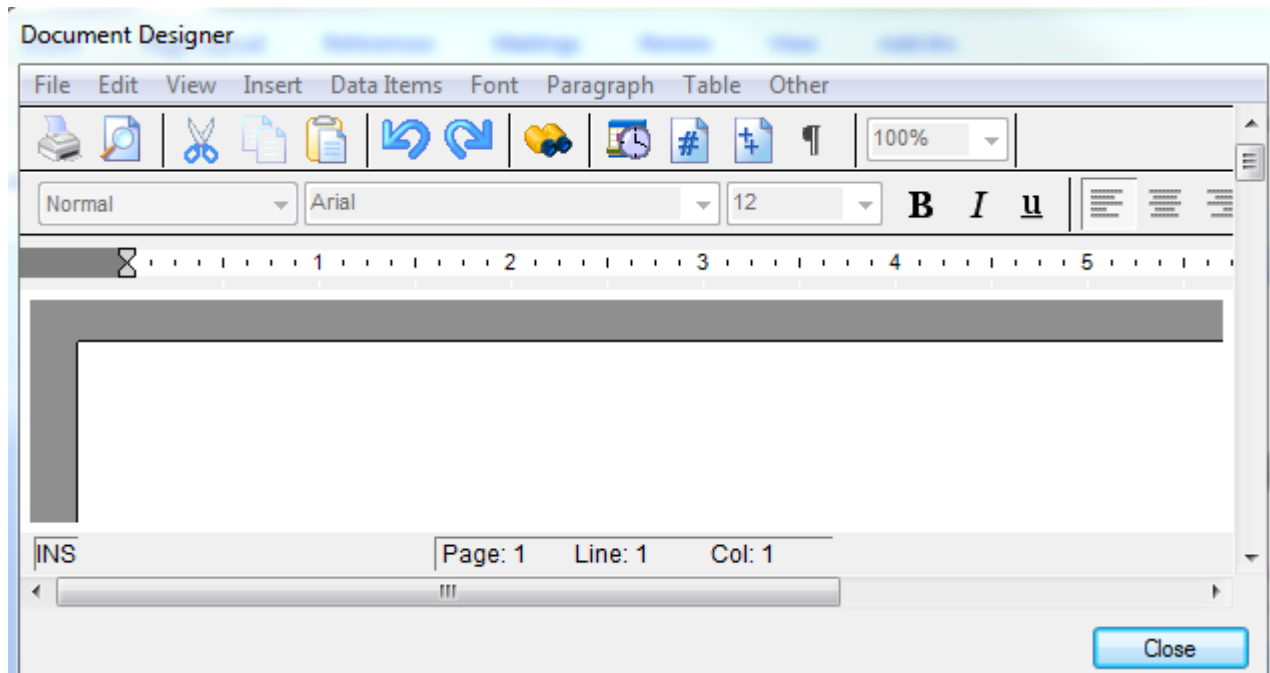 Document Designer
File Edit View Insert Data Items Font Paragraph Table Other
# ¶ 100%
Normal Arial 12 B I u
1 2 3 4 5
INS Page: 1 Line: 1 Col: 1
Close